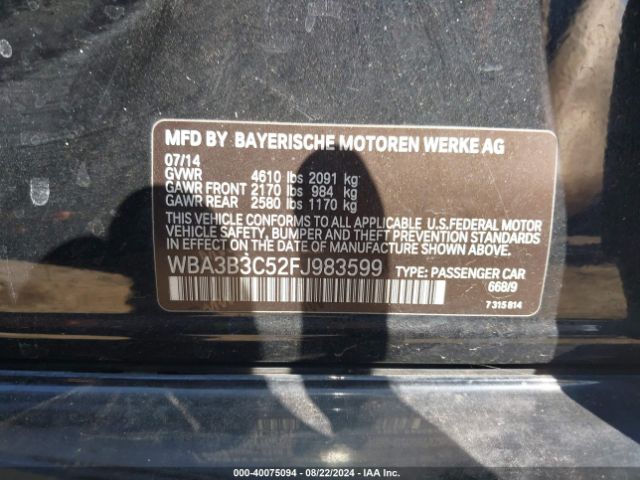 MFD BY BAYERISCHE MOTOREN WERKE AG
07/14
GVWR 4610 lbs 2091 kg
GAWR FRONT 2170 lbs 984 kg
GAWR REAR 2580 lbs 1170 kg
THIS VEHICLE CONFORMS TO ALL APPLICABLE U.S.FEDERAL MOTOR
VEHICLE SAFETY, BUMPER AND THEFT PREVENTION STANDARDS
IN EFFECT ON THE DATE OF MANUFACTURE SHOWN ABOVE.
WBA3B3C52FJ983599 TYPE: PASSENGER CAR
668/9
7 315 814
000-40075094 - 08/22/2024 - IAA Inc.